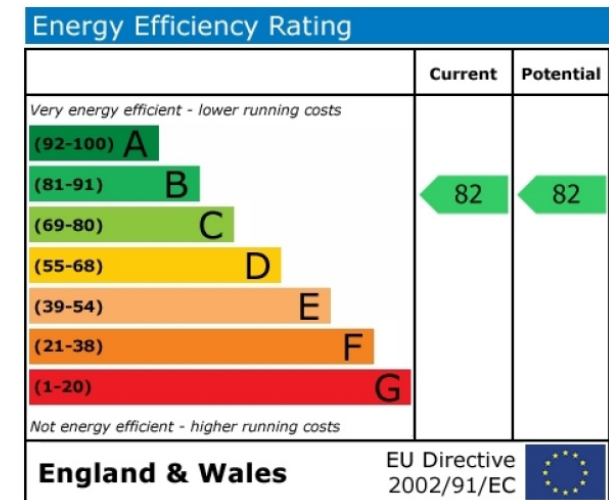 Energy Efficiency Rating
Current Potential
Very energy efficient - lower running costs
(92-100) A
(81-91) B 82 82
(69-80) C
(55-68) D
(39-54) E
(21-38) F
(1-20) G
Not energy efficient - higher running costs
England & Wales
EU Directive
2002/91/EC